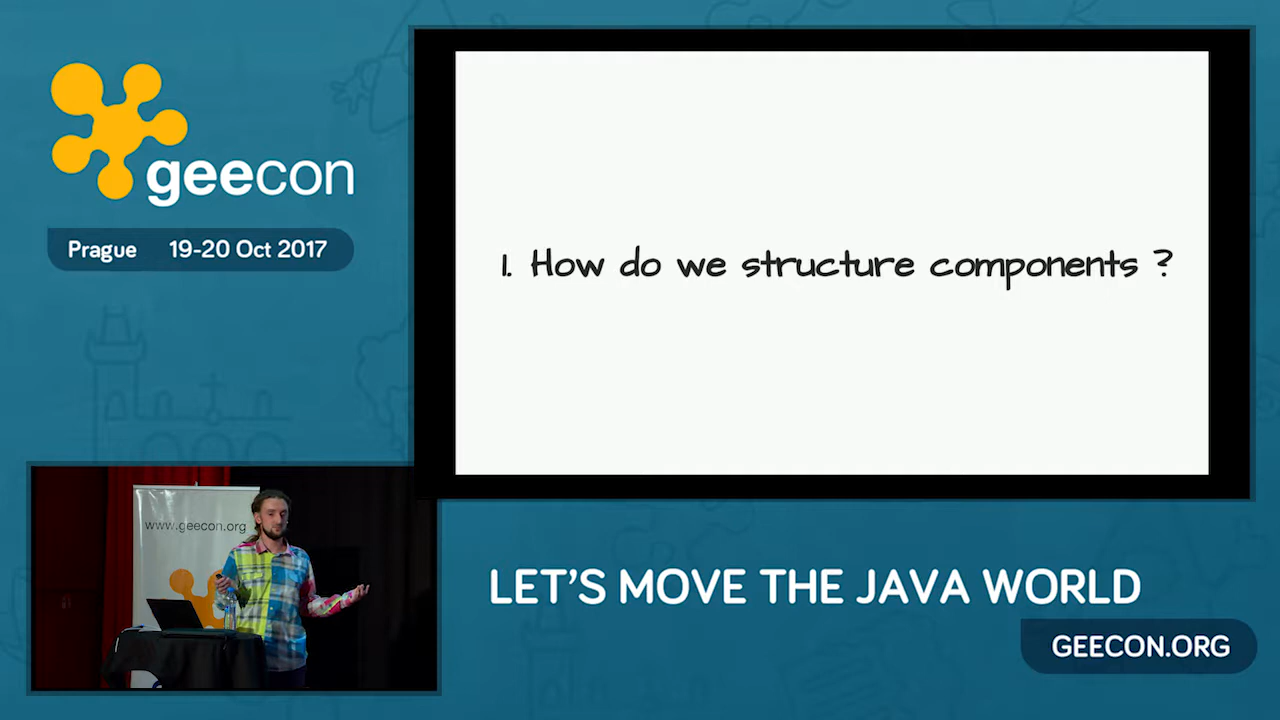 geecon
Prague 19-20 Oct 2017
1. How do we structure components ?
www.geecon.org
LET'S MOVE THE JAVA WORLD
GEECON.ORG